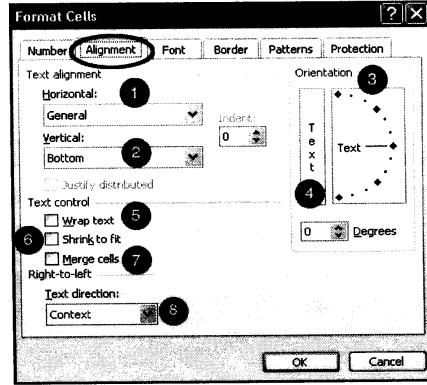 Format Cells ? X
Number Alignment Font Border Patterns Protection
Text alignment
Horizontal: 1
General
Indent:
0
Vertical:
Bottom 2
Justify distributed
Text control
Wrap text 5
6 Shrink to fit
Merge cells 7
Right-to-left
Text direction:
Context 8
Orientation 3
Text
Text
4
0 Degrees
OK Cancel